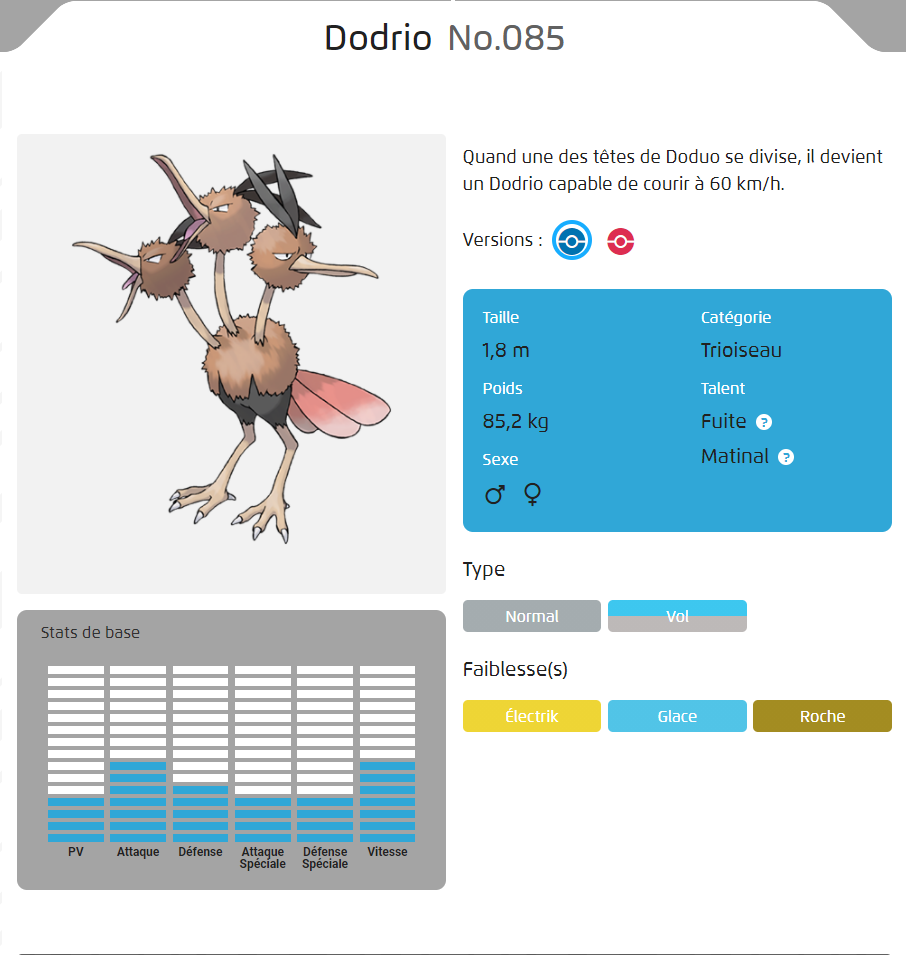 Dodrio No.085
Quand une des têtes de Doduo se divise, il devient
un Dodrio capable de courir à 60 km/h.
Versions :
Taille
1,8 m
Poids
85,2 kg
Sexe
♂ ♀
Catégorie
Trioiseau
Talent
Fuite ?
Matinal ?
Type
Normal Vol
Faiblesse(s)
Électrik Glace Roche
Stats de base
PV Attaque Défense Attaque Spéciale Défense Spéciale Vitesse